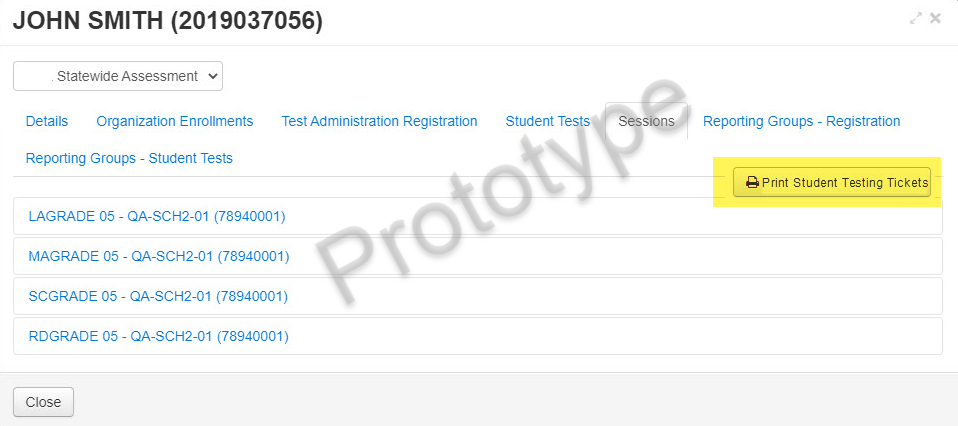 JOHN SMITH (2019037056)
Statewide Assessment
Details Organization Enrollments Test Administration Registration Student Tests Sessions Reporting Groups - Registration
Reporting Groups - Student Tests
Print Student Testing Tickets
LAGRADE 05 - QA-SCH2-01 (78940001)
MAGRADE 05 - QA-SCH2-01 (78940001)
SCGRADE 05 - QA-SCH2-01 (78940001)
RDGRADE 05 - QA-SCH2-01 (78940001)
Close
Prototype